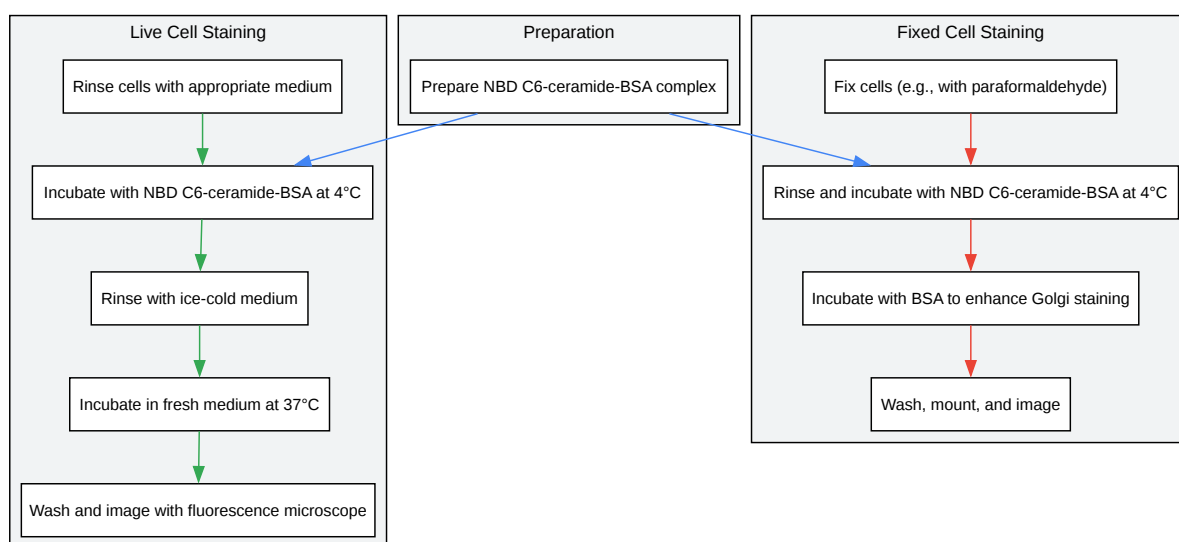 Live Cell Staining
Rinse cells with appropriate medium
Incubate with NBD C6-ceramide-BSA at 4°C
Rinse with ice-cold medium
Incubate in fresh medium at 37°C
Wash and image with fluorescence microscope
Preparation
Prepare NBD C6-ceramide-BSA complex
Fixed Cell Staining
Fix cells (e.g., with paraformaldehyde)
Rinse and incubate with NBD C6-ceramide-BSA at 4°C
Incubate with BSA to enhance Golgi staining
Wash, mount, and image